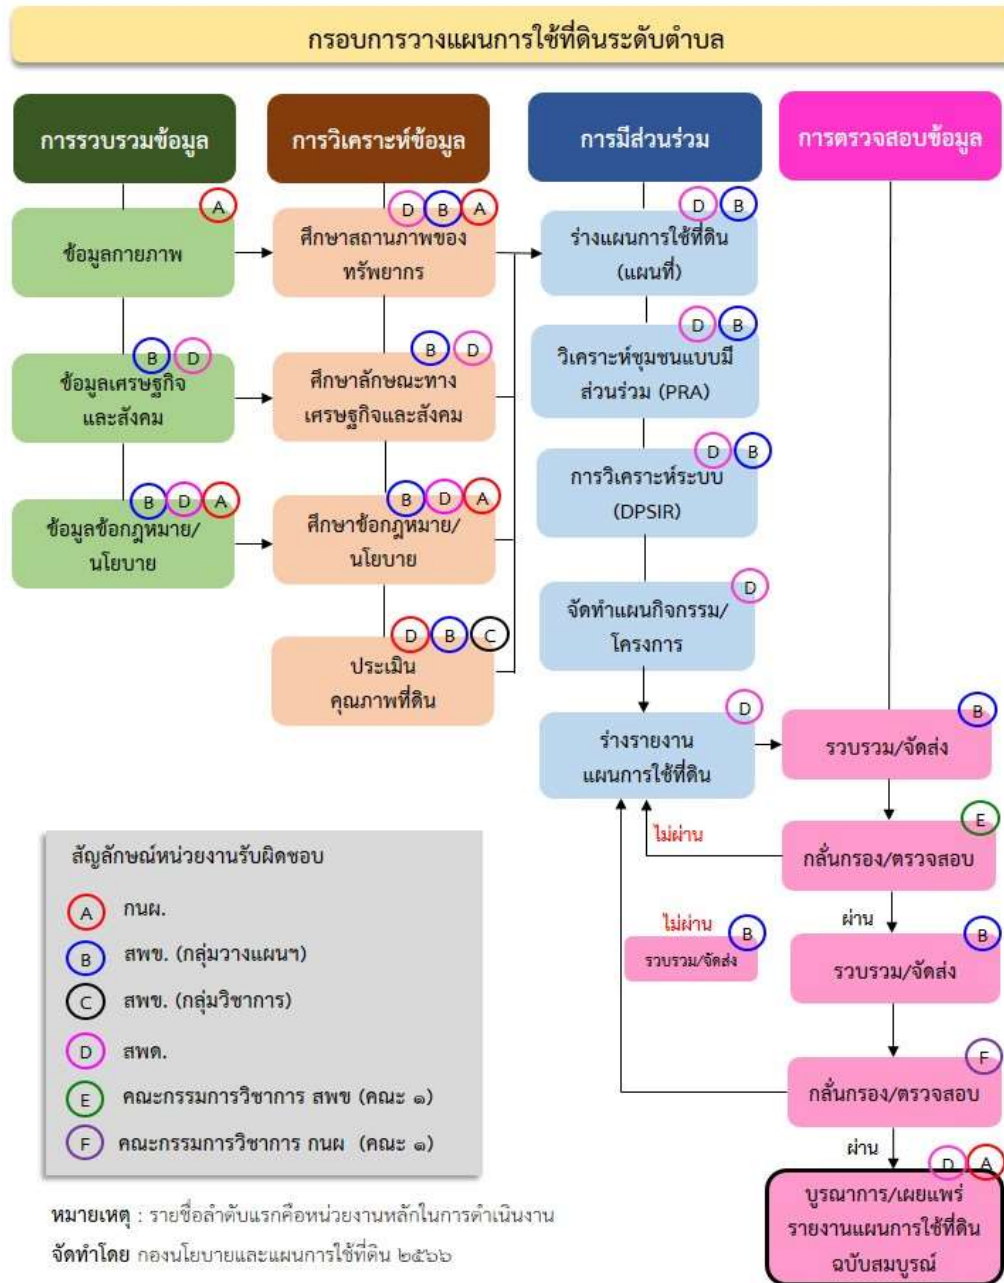 กรอบการวางแผนการใช้ที่ดินระดับตำบล
การรวบรวมข้อมูล
A
ข้อมูลกายภาพ
B D
ข้อมูลเศรษฐกิจ
และสังคม
B D A
ข้อมูลข้อกฎหมาย/
นโยบาย
การวิเคราะห์ข้อมูล
D B A
ศึกษาสถานภาพของ
ทรัพยากร
B D
ศึกษาลักษณะทาง
เศรษฐกิจและสังคม
B D A
ศึกษาข้อกฎหมาย/
นโยบาย
D B C
ประเมิน
คุณภาพที่ดิน
การมีส่วนร่วม
D B
ร่างแผนการใช้ที่ดิน
(แผนที่)
D B
วิเคราะห์ชุมชนแบบมี
ส่วนร่วม (PRA)
D B
การวิเคราะห์ระบบ
(DPSIR)
D
จัดทำแผนกิจกรรม/
โครงการ
D
ร่างรายงาน
แผนการใช้ที่ดิน
การตรวจสอบข้อมูล
B
รวบรวม/จัดส่ง
E
กลั่นกรอง/ตรวจสอบ
ไม่ผ่าน
ผ่าน
B
รวบรวม/จัดส่ง
ไม่ผ่าน
B
รวบรวม/จัดส่ง
F
กลั่นกรอง/ตรวจสอบ
ผ่าน
D A
บูรณาการ/เผยแพร่
รายงานแผนการใช้ที่ดิน
ฉบับสมบูรณ์
สัญลักษณ์หน่วยงานรับผิดชอบ
A กนผ.
B สพข. (กลุ่มวางแผนฯ)
C สพข. (กลุ่มวิชาการ)
D สพด.
E คณะกรรมการวิชาการ สพข (คณะ ๑)
F คณะกรรมการวิชาการ กนผ (คณะ ๑)
หมายเหตุ : รายชื่อลำดับแรกคือหน่วยงานหลักในการดำเนินงาน
จัดทำโดย กองนโยบายและแผนการใช้ที่ดิน ๒๕๖๖